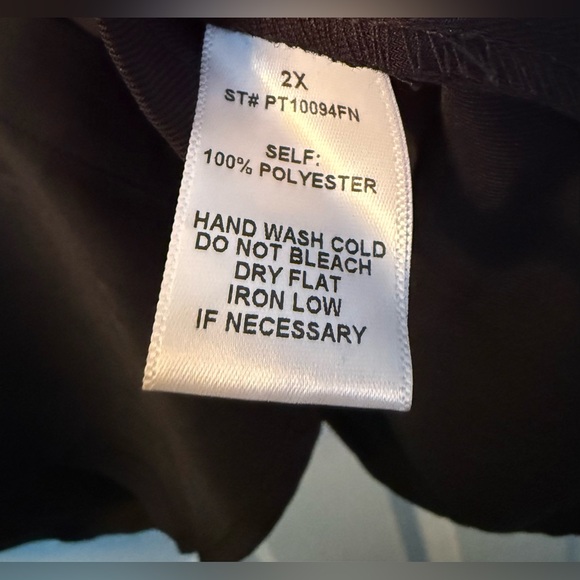 2X
ST# PT10094FN
SELF:
100% POLYESTER
HAND WASH COLD
DO NOT BLEACH
DRY FLAT
IRON LOW
IF NECESSARY